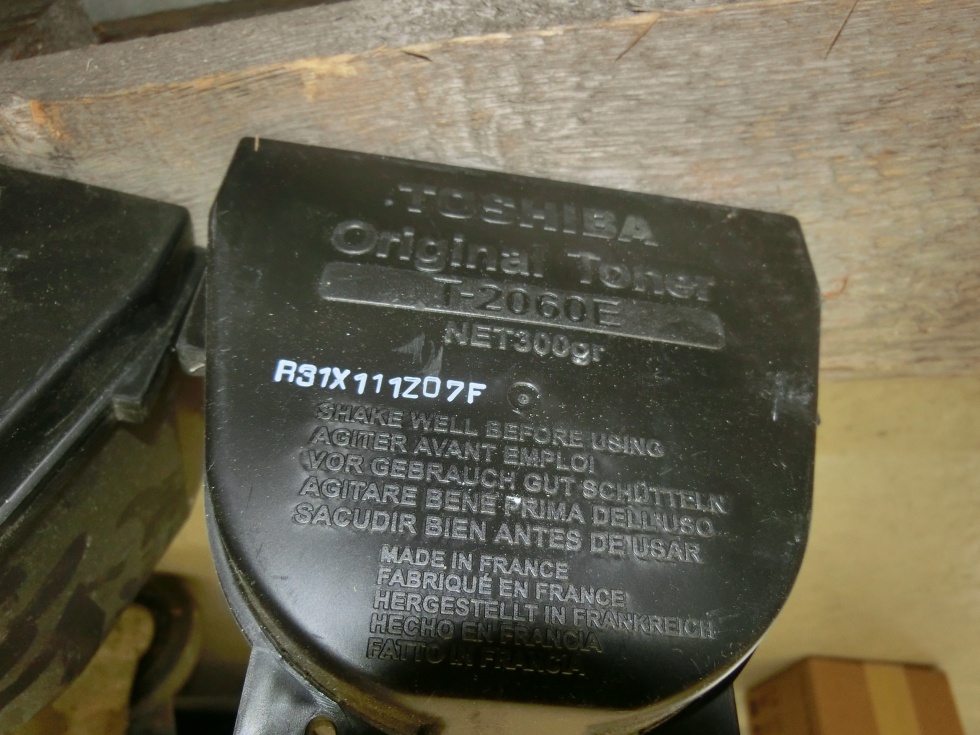 TOSHIBA
Original Toner
T-2060E
NET300gr
R31X111Z07F
SHAKE WELL BEFORE USING
AGITER AVANT EMPLOI
VOR GEBRAUCH GUT SCHÜTTELN
AGITARE BENE PRIMA DELL'USO
SACUDIR BIEN ANTES DE USAR
MADE IN FRANCE
FABRIQUÉ EN FRANCE
HERGESTELLT IN FRANKREICH
HECHO EN FRANCIA
FATTO IN FRANCIA